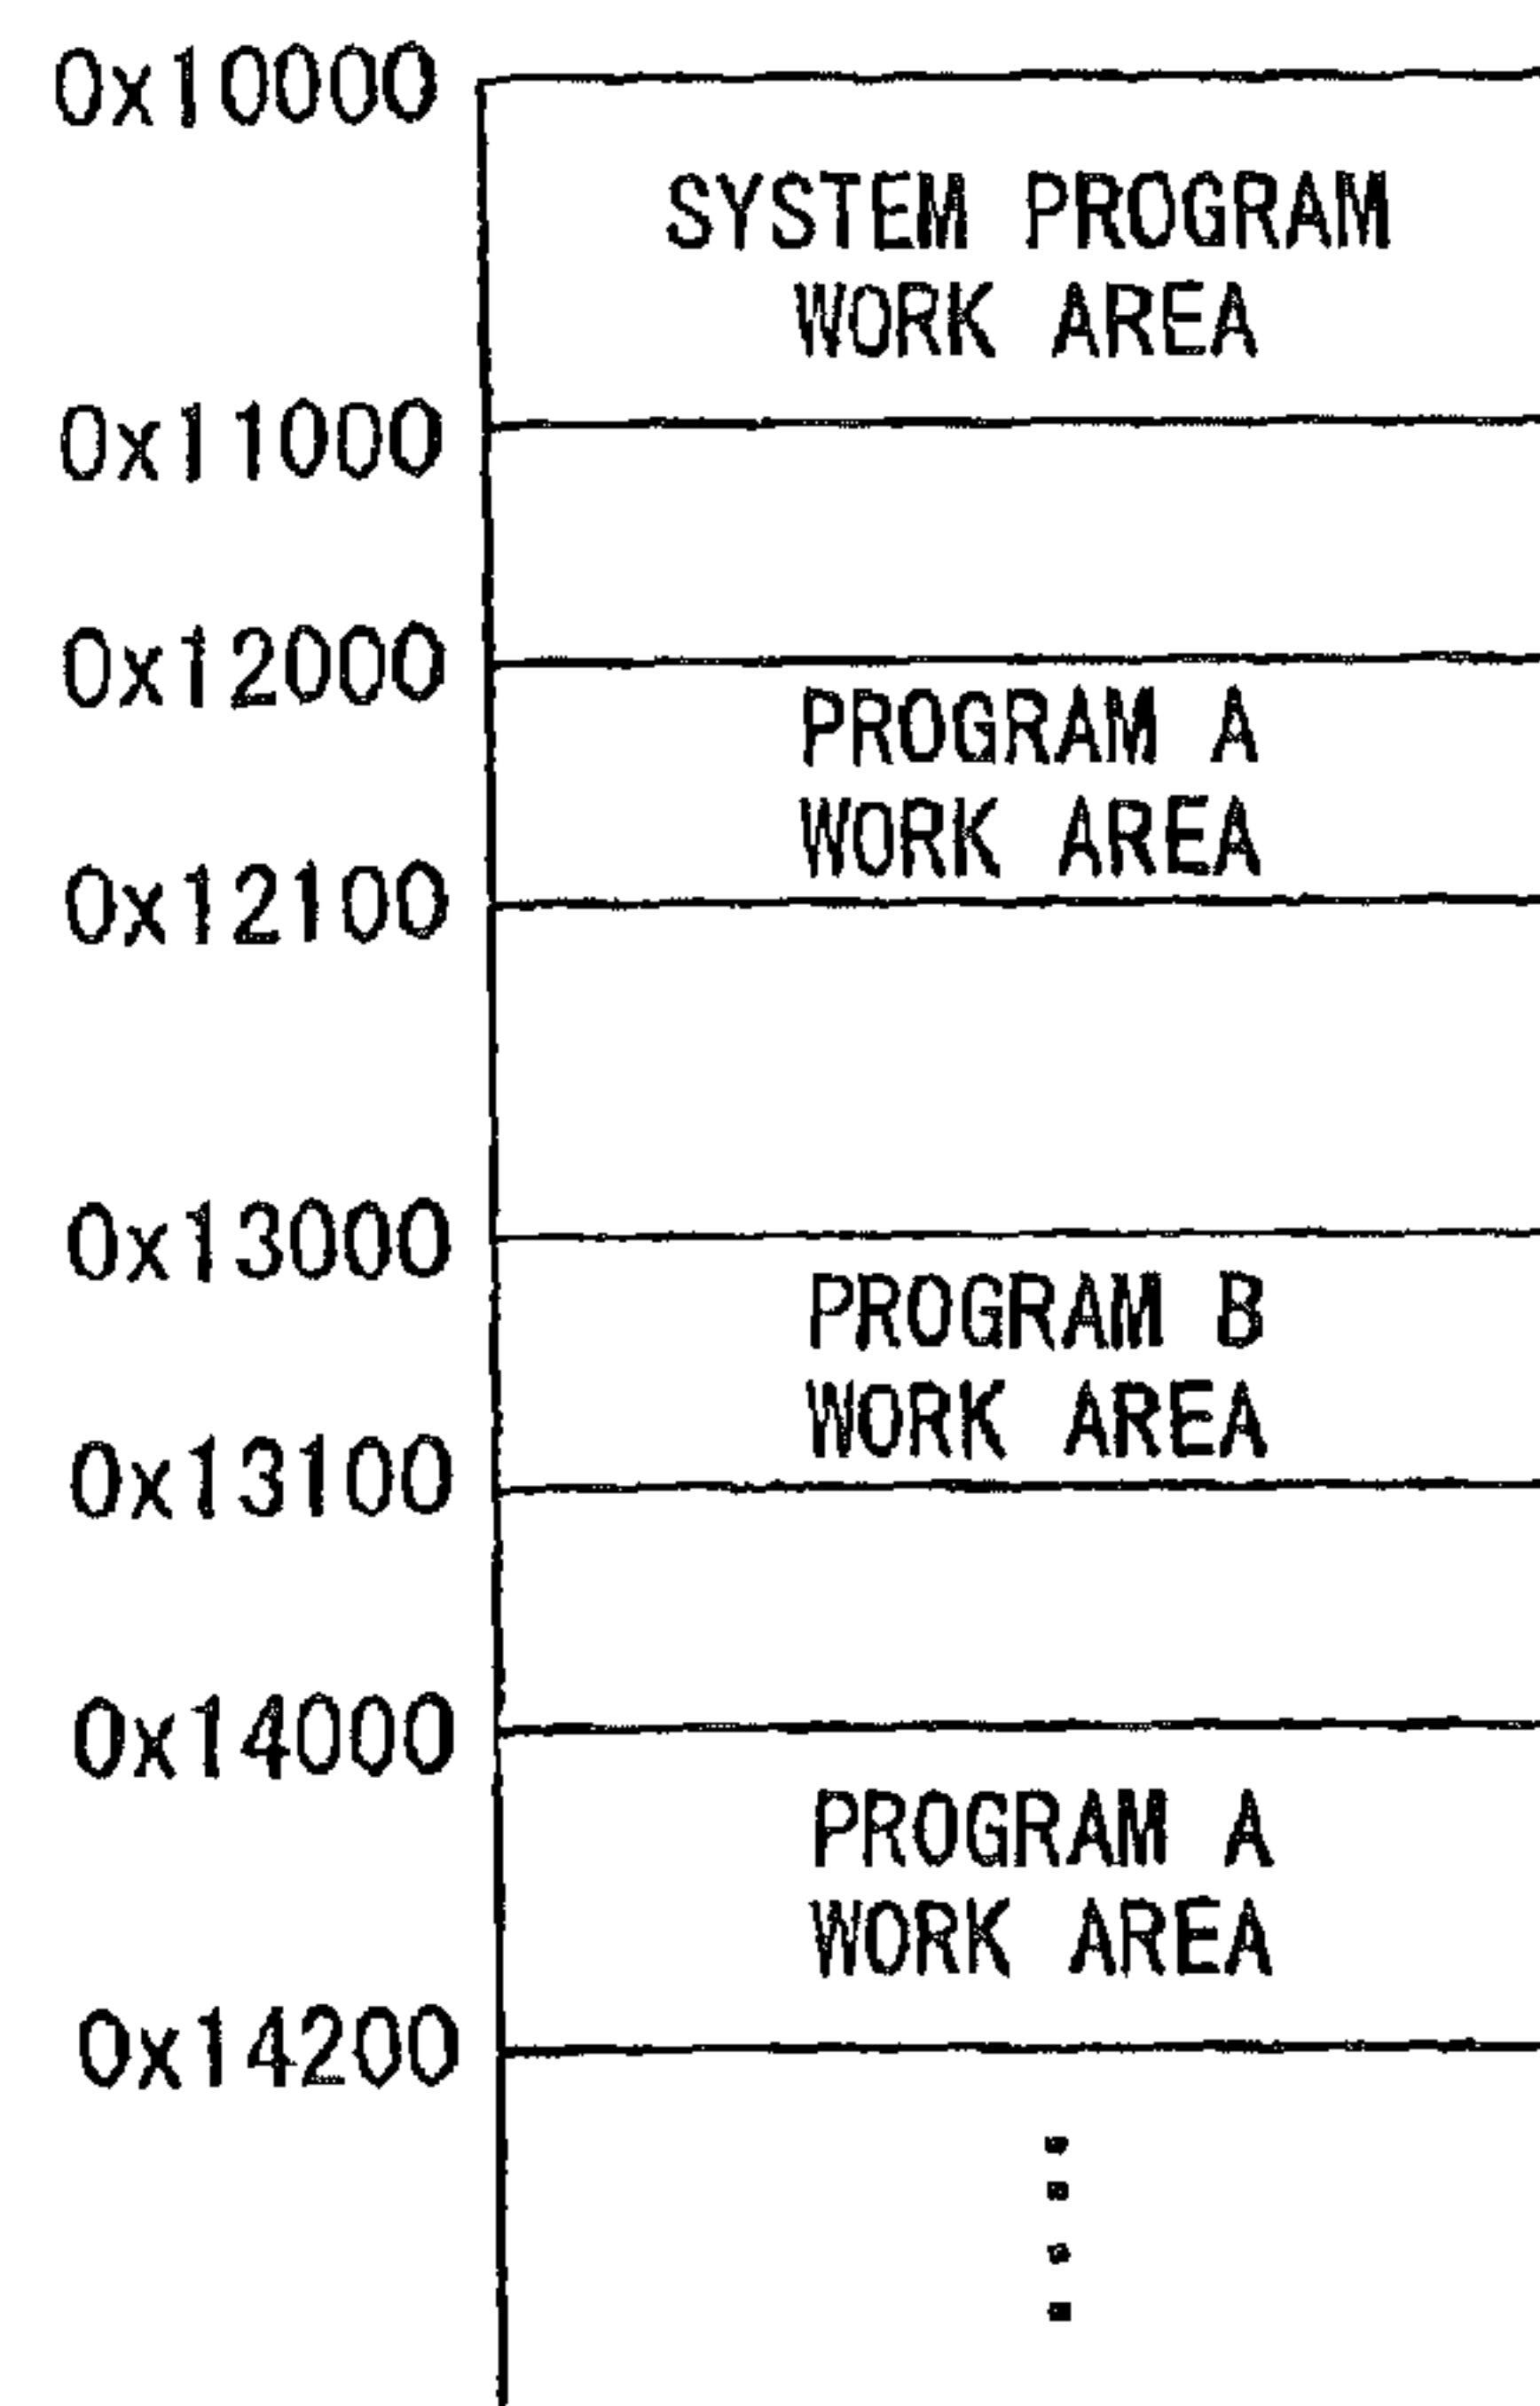 0x10000
SYSTEM PROGRAM
WORK AREA
0x11000
0x12000
PROGRAM A
WORK AREA
0x12100
0x13000
PROGRAM B
WORK AREA
0x13100
0x14000
PROGRAM A
WORK AREA
0x14200